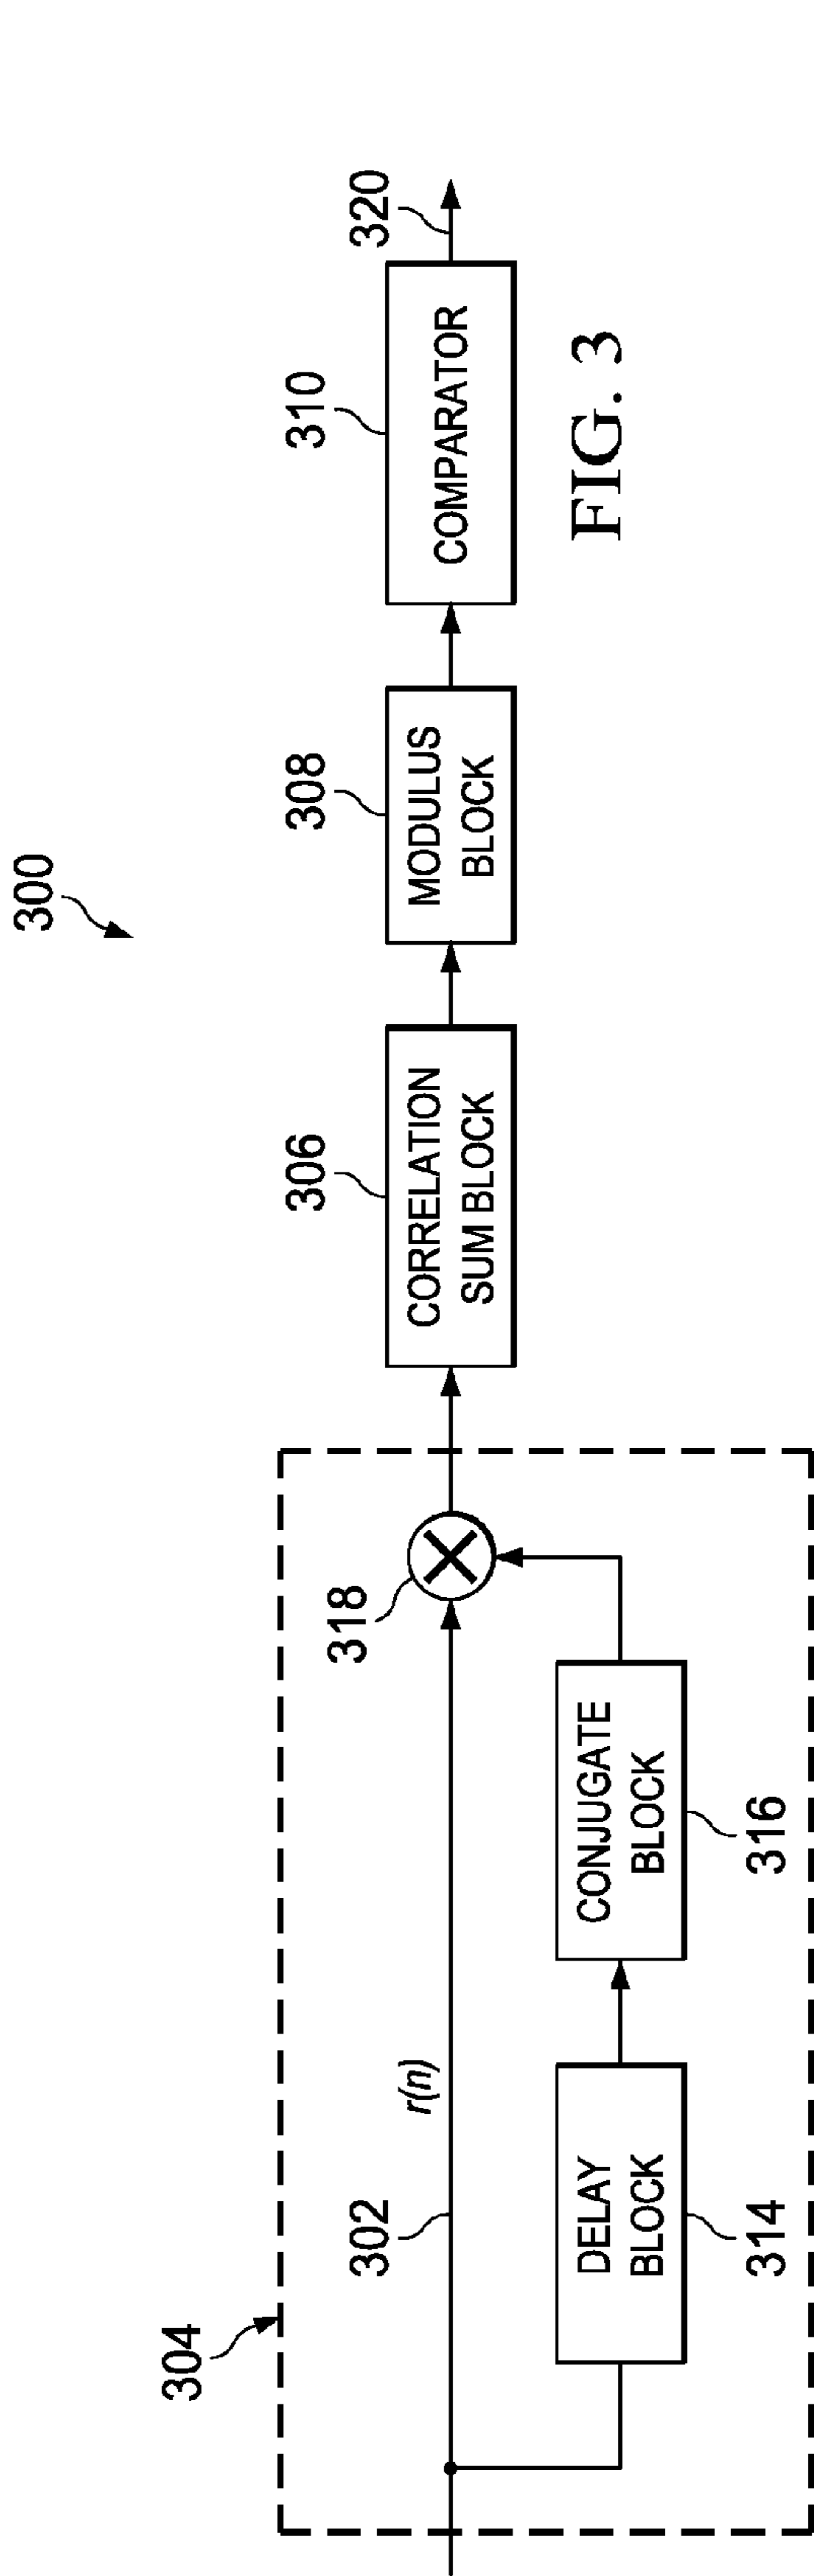 300
304
302
r(n)
318
DELAY
BLOCK
314
CONJUGATE
BLOCK
316
306
CORRELATION
SUM BLOCK
308
MODULUS
BLOCK
310
COMPARATOR
320
FIG. 3